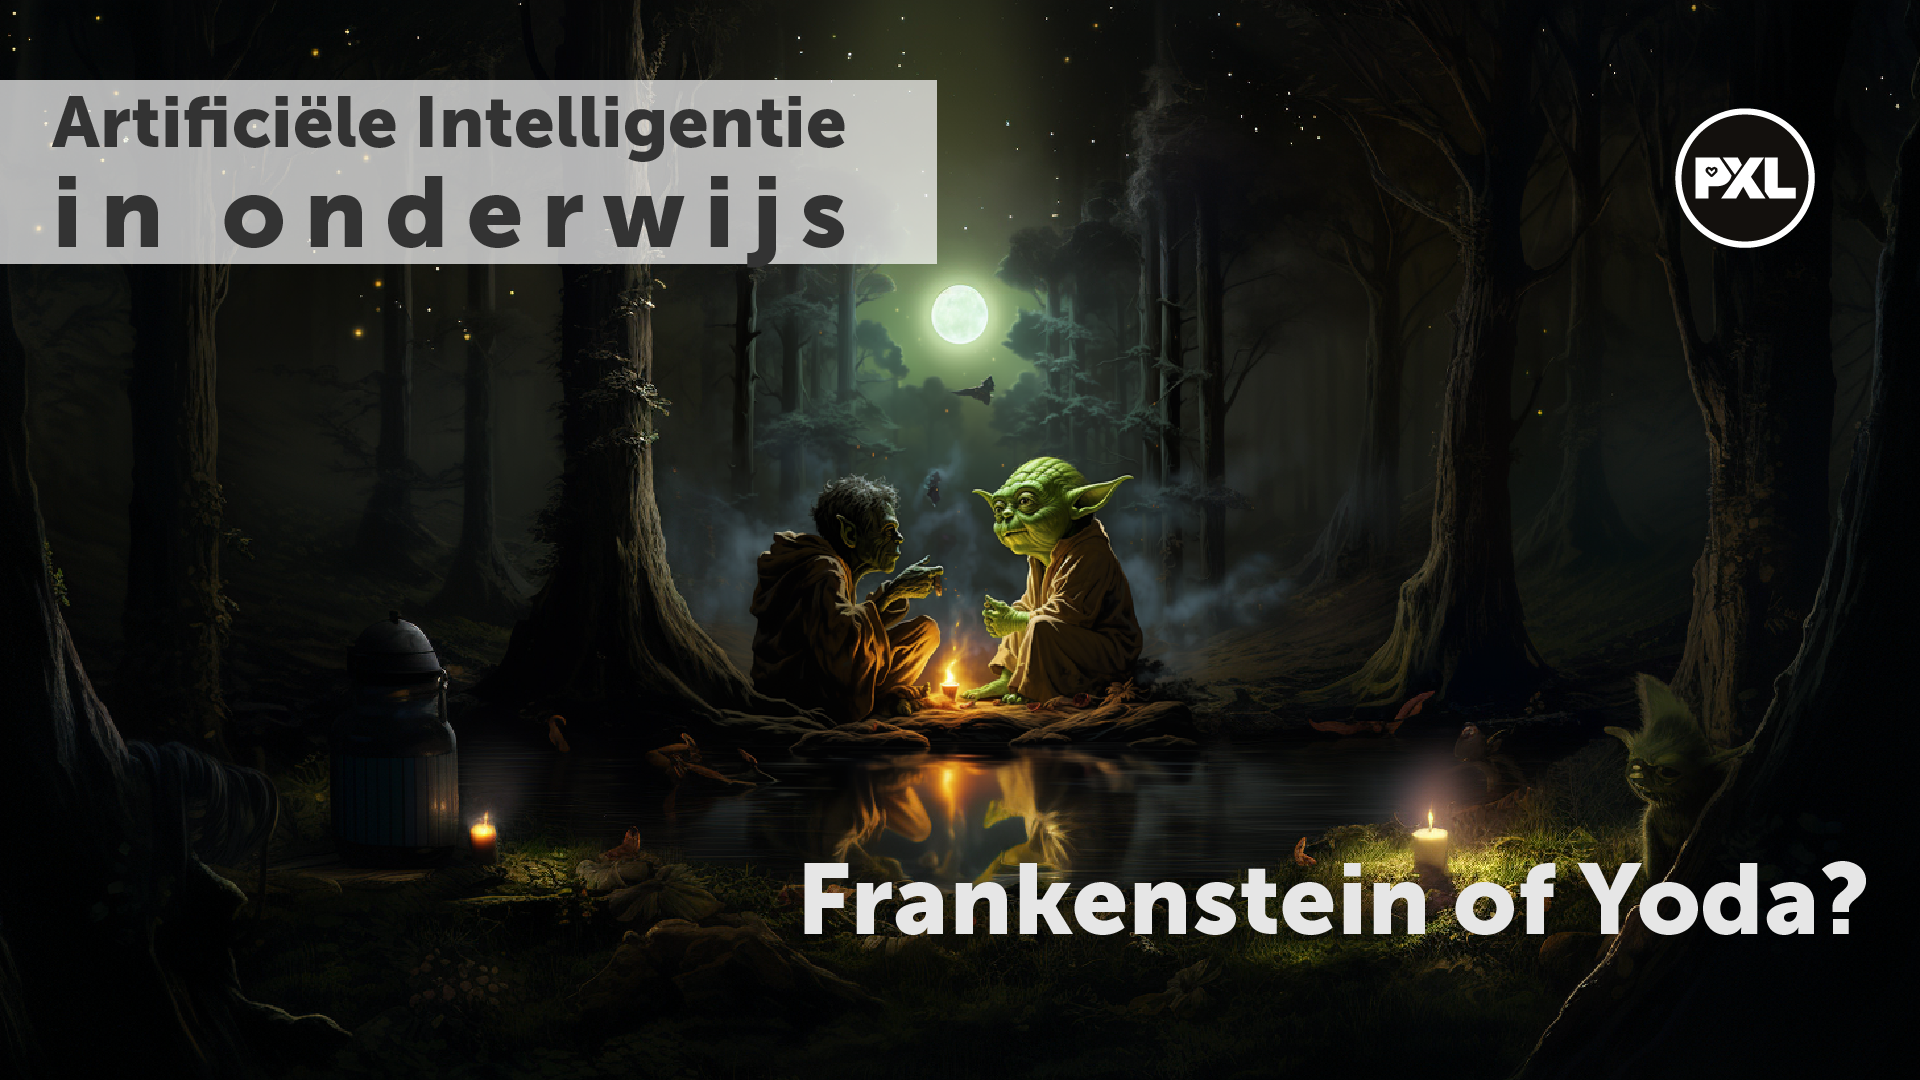 Artificiële Intelligentie
in onderwijs
PXL
Frankenstein of Yoda?